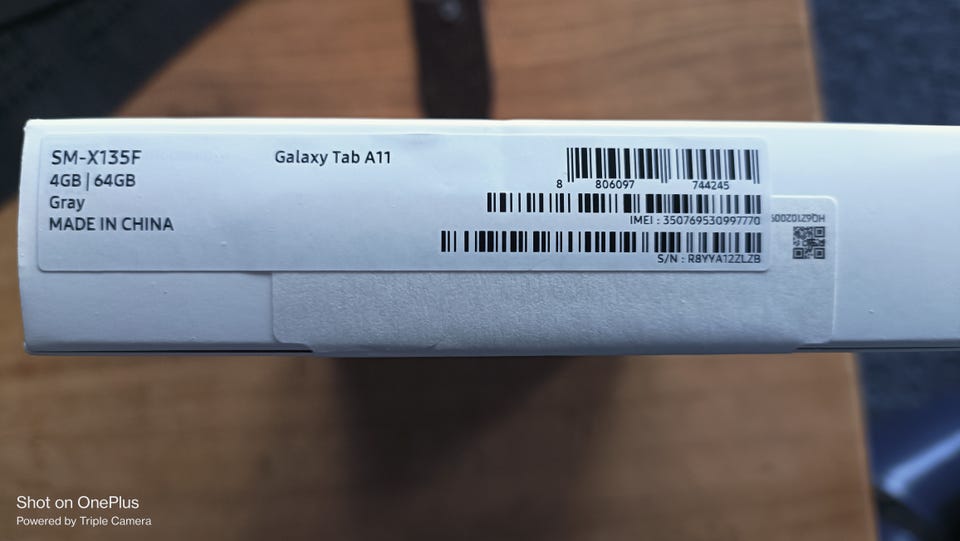 SM-X135F
4GB | 64GB
Gray
MADE IN CHINA
Galaxy Tab A11
8 806097 744245
IMEI : 350769530997770
S/N : R8YYA12ZLZB
Shot on OnePlus
Powered by Triple Camera